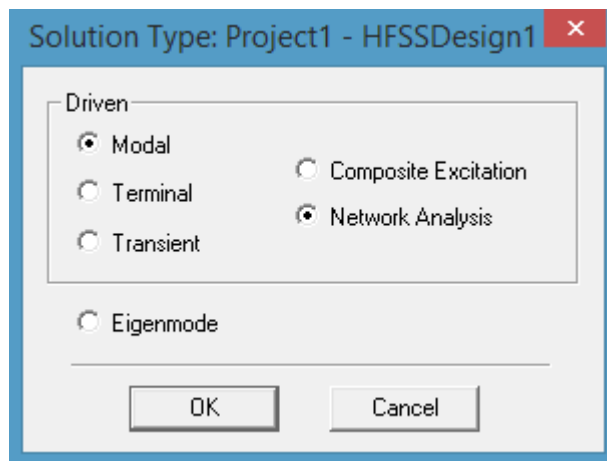 Solution Type: Project1 - HFSSDesign1
Driven
Modal
Terminal
Transient
Composite Excitation
Network Analysis
Eigenmode
OK
Cancel